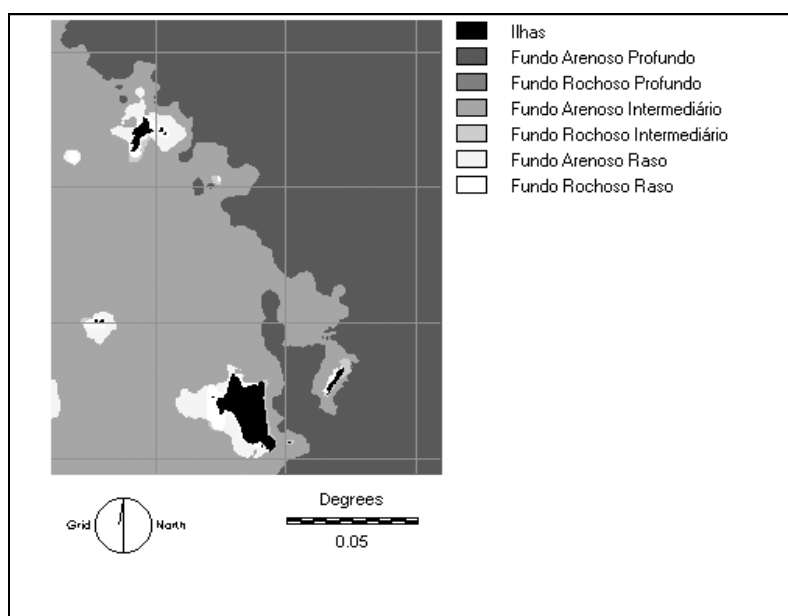 Ilhas
Fundo Arenoso Profundo
Fundo Rochoso Profundo
Fundo Arenoso Intermediário
Fundo Rochoso Intermediário
Fundo Arenoso Raso
Fundo Rochoso Raso
Grid North
Degrees
0.05